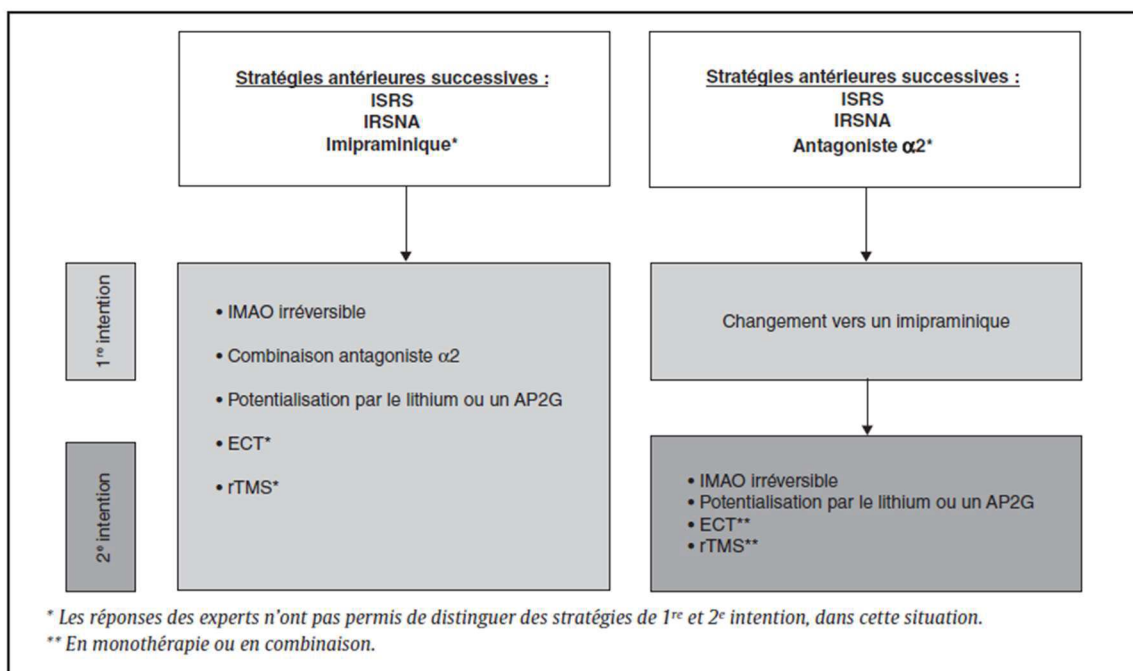 Stratégies antérieures successives :
ISRS
IRSNA
Imipraminique*
Stratégies antérieures successives :
ISRS
IRSNA
Antagoniste α2*
1re intention
• IMAO irréversible
• Combinaison antagoniste α2
• Potentialisation par le lithium ou un AP2G
• ECT*
• rTMS*
Changement vers un imipraminique
2e intention
• IMAO irréversible
• Potentialisation par le lithium ou un AP2G
• ECT**
• rTMS**
* Les réponses des experts n'ont pas permis de distinguer des stratégies de 1re et 2e intention, dans cette situation.
** En monothérapie ou en combinaison.